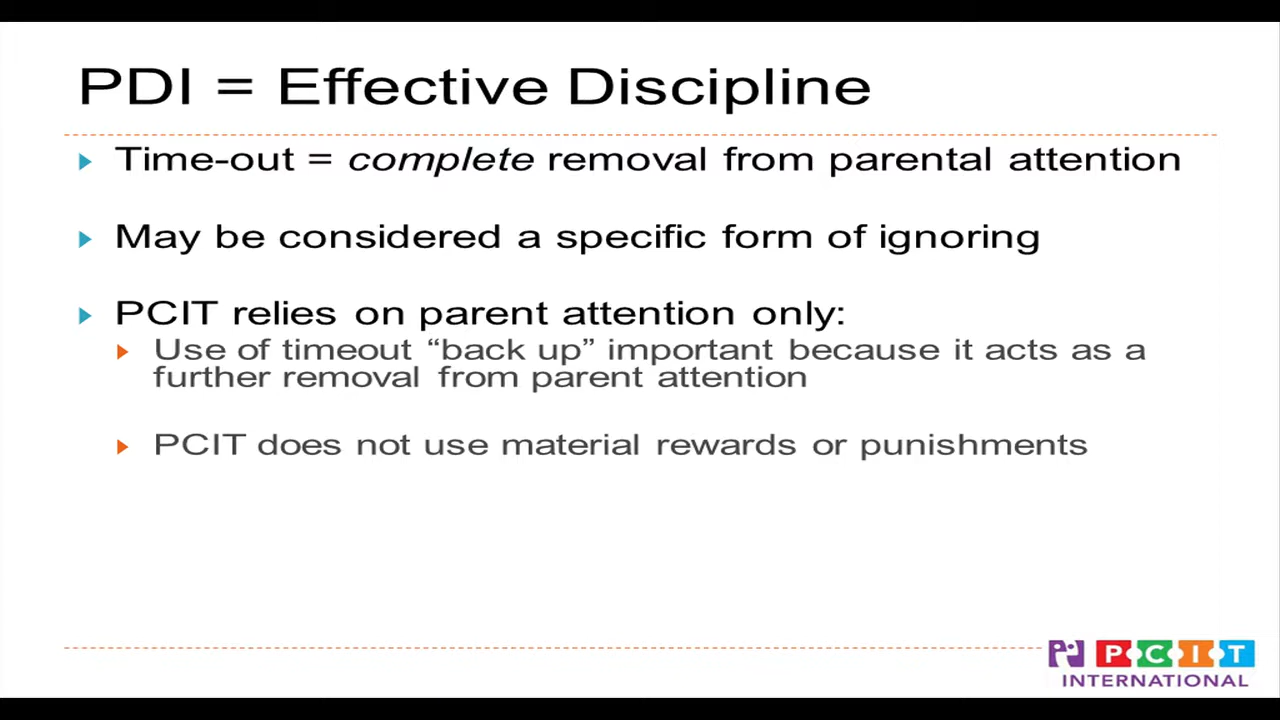 PDI = Effective Discipline
Time-out = complete removal from parental attention
May be considered a specific form of ignoring
PCIT relies on parent attention only:
Use of timeout “back up” important because it acts as a
further removal from parent attention
PCIT does not use material rewards or punishments
PCIT
INTERNATIONAL